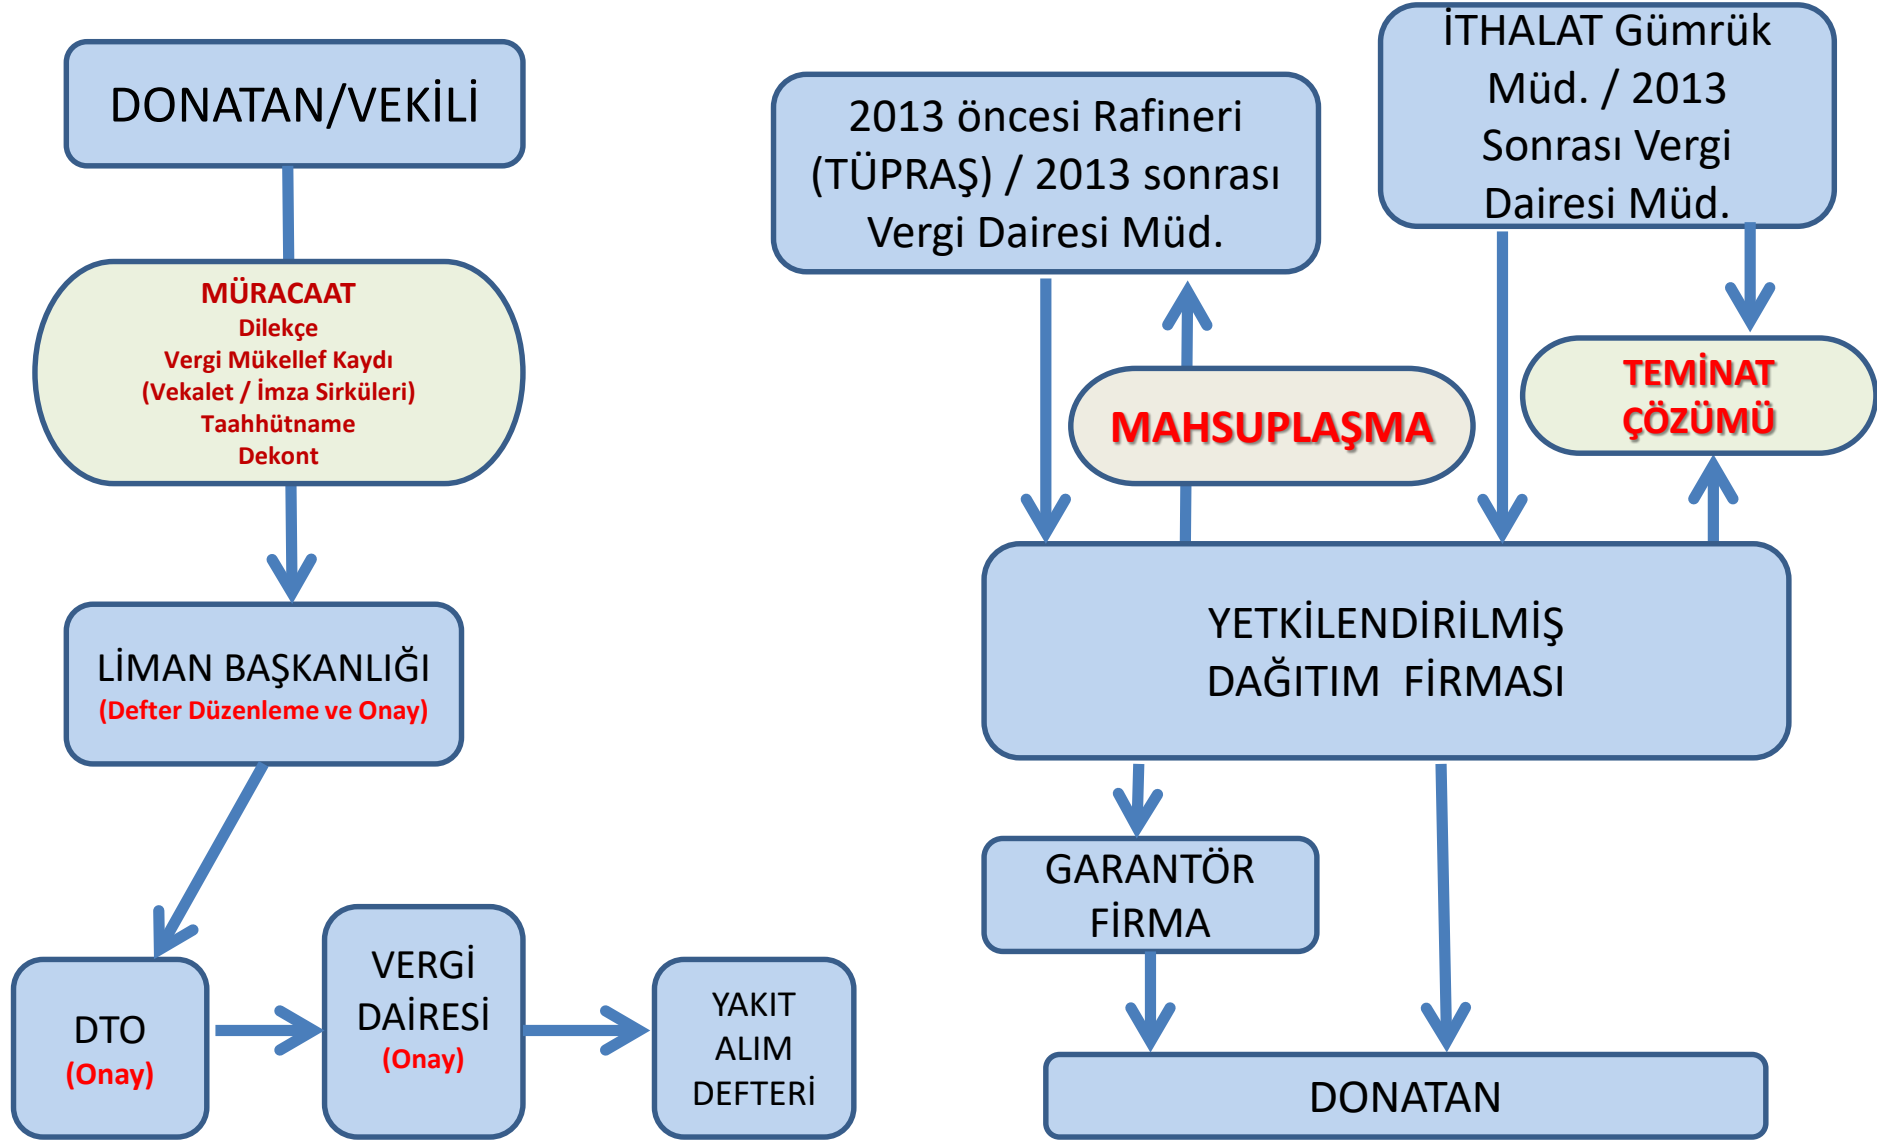 DONATAN/VEKİLİ
MÜRACAAT
Dilekçe
Vergi Mükellef Kaydı
(Vekalet / İmza Sirküleri)
Taahhütname
Dekont
LİMAN BAŞKANLIĞI
(Defter Düzenleme ve Onay)
DTO
(Onay)
VERGİ
DAİRESİ
(Onay)
YAKIT
ALIM
DEFTERİ
2013 öncesi Rafineri
(TÜPRAŞ) / 2013 sonrası
Vergi Dairesi Müd.
İTHALAT Gümrük
Müd. / 2013
Sonrası Vergi
Dairesi Müd.
MAHSUPLAŞMA
TEMİNAT
ÇÖZÜMÜ
YETKİLENDİRİLMİŞ
DAĞITIM  FİRMASI
GARANTÖR
FİRMA
DONATAN